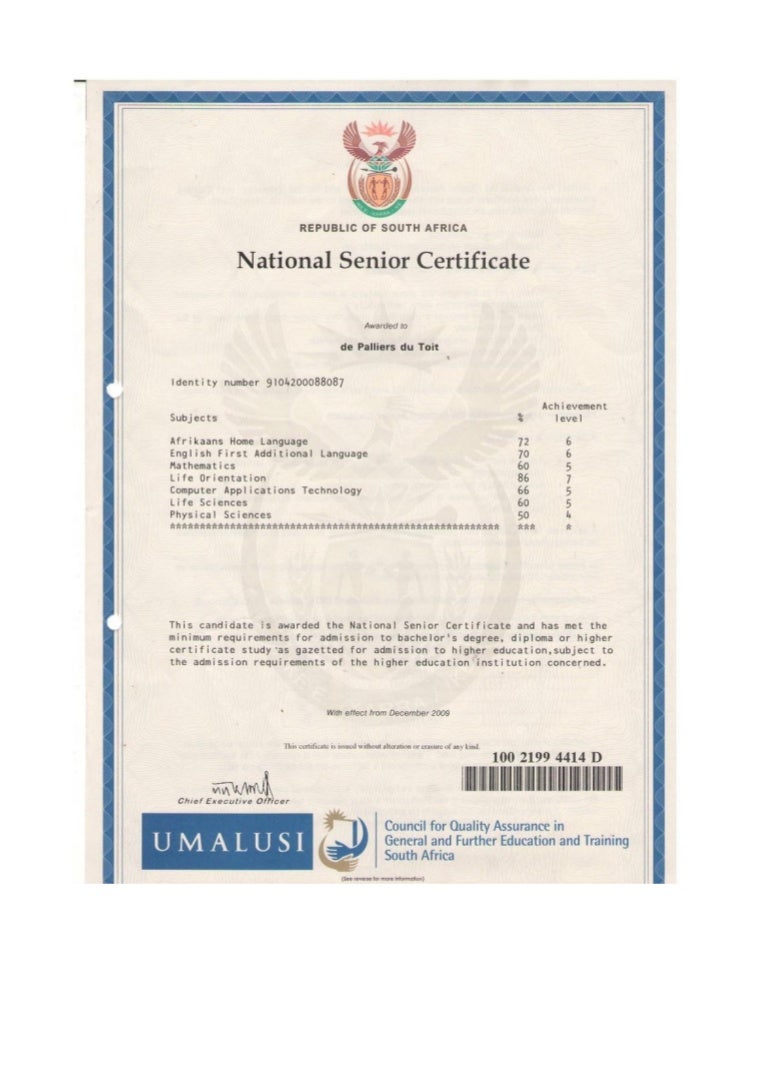 REPUBLIC OF SOUTH AFRICA
National Senior Certificate
Awarded to
de Palliers du Toit
Identity number 9104200088087
Achievement
Subjects % level
Afrikaans Home Language 72 6
English First Additional Language 70 6
Mathematics 60 5
Life Orientation 86 7
Computer Applications Technology 66 5
Life Sciences 60 5
Physical Sciences 50 4
******************************************************* *** *
This candidate is awarded the National Senior Certificate and has met the
minimum requirements for admission to bachelor's degree, diploma or higher
certificate study as gazetted for admission to higher education,subject to
the admission requirements of the higher education institution concerned.
With effect from December 2009
This certificate is issued without alteration or erasure of any kind.
100 2199 4414 D
Chief Executive Officer
UMALUSI
Council for Quality Assurance in
General and Further Education and Training
South Africa
(See reverse for more information)